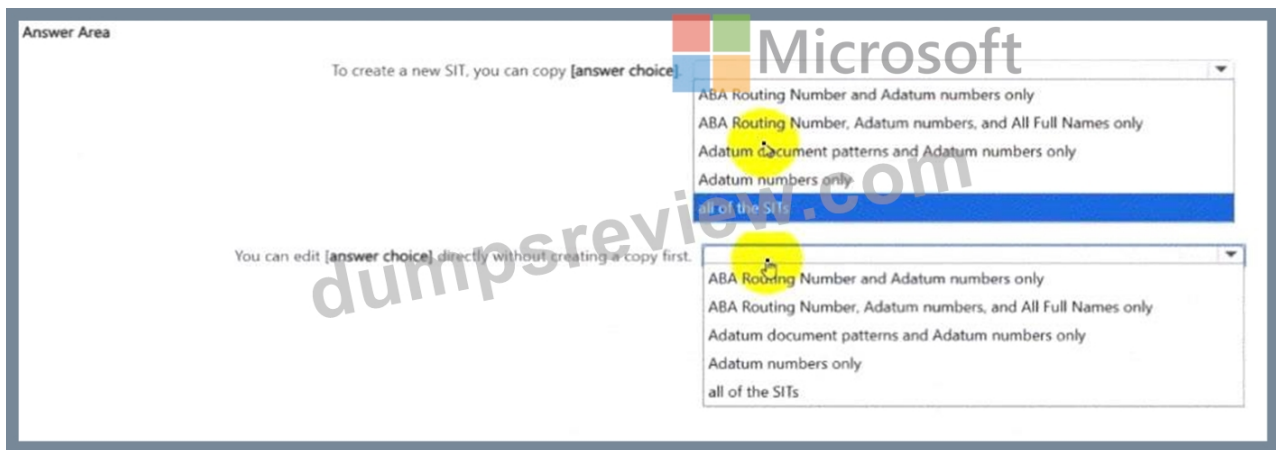 Answer Area
Microsoft
To create a new SIT, you can copy [answer choice].
ABA Routing Number and Adatum numbers only
ABA Routing Number, Adatum numbers, and All Full Names only
Adatum document patterns and Adatum numbers only
Adatum numbers only
all of the SITs
You can edit [answer choice] directly without creating a copy first.
ABA Routing Number and Adatum numbers only
ABA Routing Number, Adatum numbers, and All Full Names only
Adatum document patterns and Adatum numbers only
Adatum numbers only
all of the SITs
dumpsreview.com